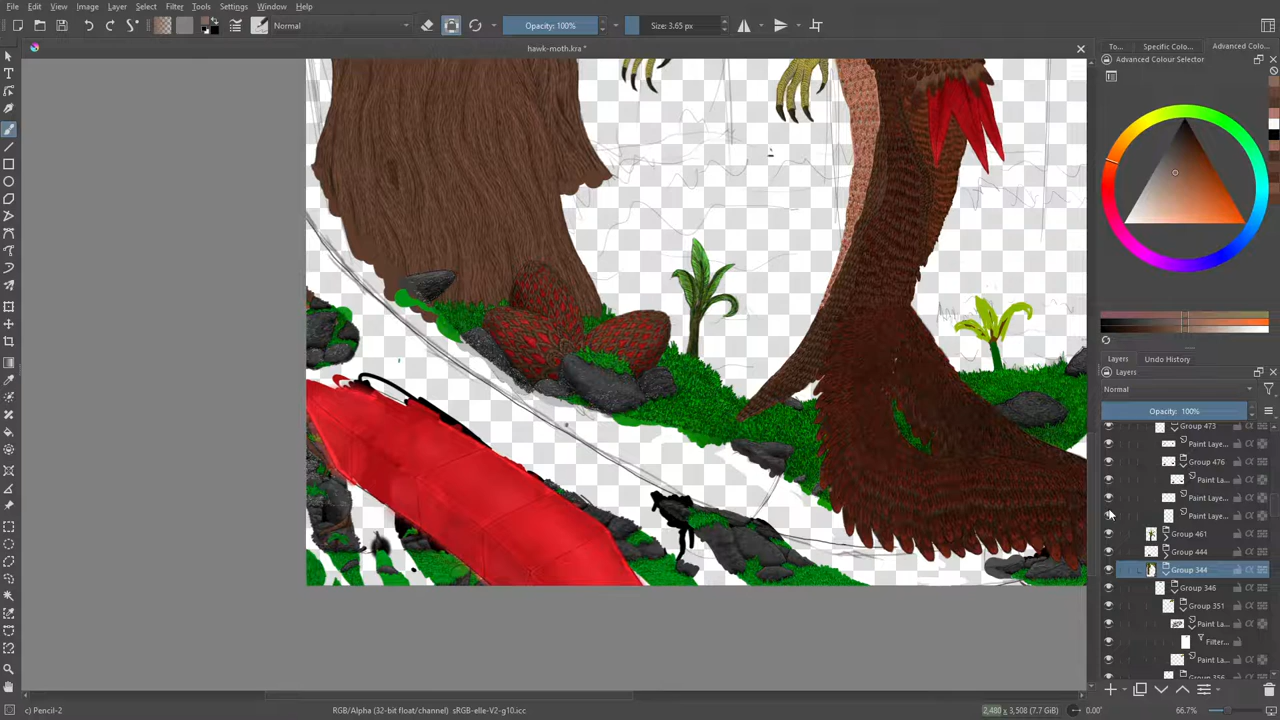 File Edit View Image Layer Select Filter Tools Settings Window Help
Normal
Opacity: 100%
Size: 3.65 px
hawk-moth.kra *
To... Specific Colo... Advanced Colo...
Advanced Colour Selector
Layers Undo History
Layers
Normal
Opacity: 100%
Group 473
Paint Laye...
Group 476
Paint La...
Paint Laye...
Paint Laye...
Group 461
Group 444
Group 344
Group 346
Group 351
Paint La...
Filter...
Paint La...
Group 356
c) Pencil-2
RGB/Alpha (32-bit float/channel) sRGB-elle-V2-g10.icc
2,480 x 3,508 (7.7 GiB)
0.00°
66.7%